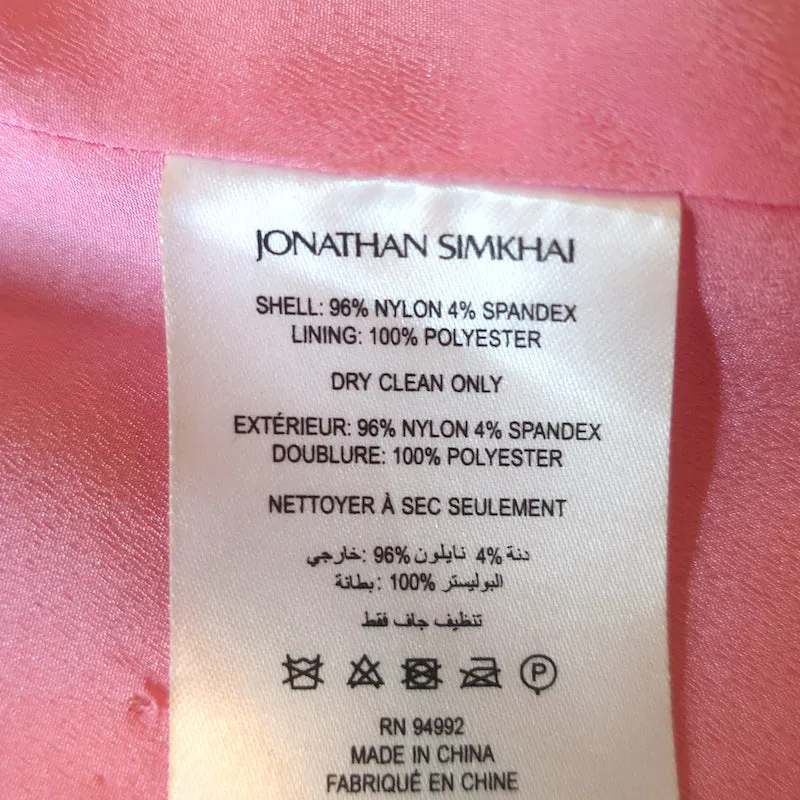 JONATHAN SIMKHAI
SHELL: 96% NYLON 4% SPANDEX
LINING: 100% POLYESTER
DRY CLEAN ONLY
EXTÉRIEUR: 96% NYLON 4% SPANDEX
DOUBLURE: 100% POLYESTER
NETTOYER À SEC SEULEMENT
دنة %4 نايلون %96 :خارجي
البوليستر %100 :بطانة
تنظيف جاف فقط
P
RN 94992
MADE IN CHINA
FABRIQUÉ EN CHINE